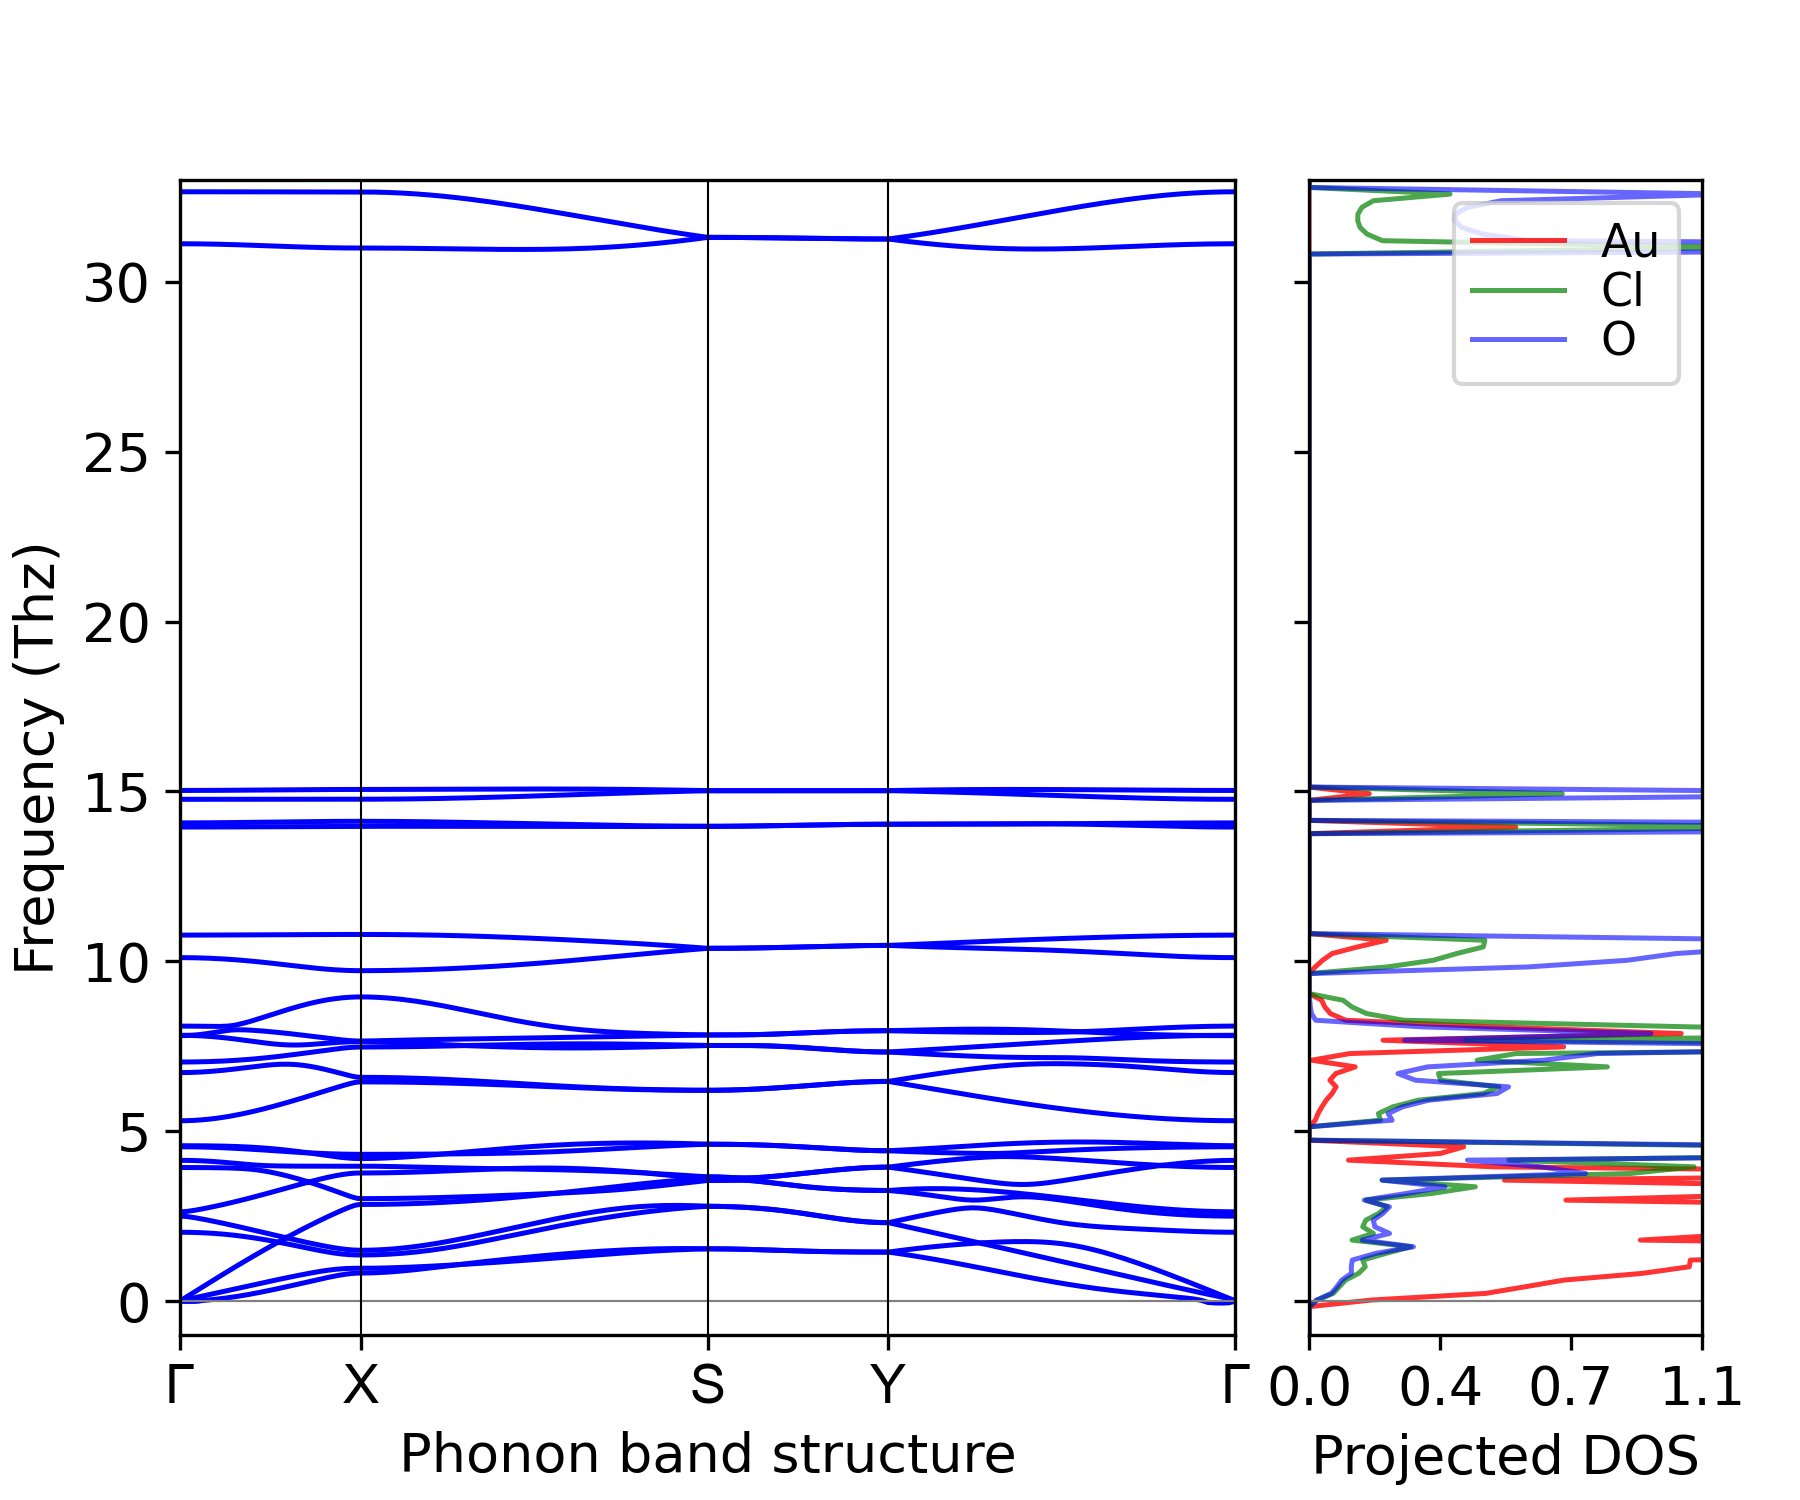 Frequency (Thz)
30
25
20
15
10
5
0
Γ X S Y Γ
Phonon band structure
Au
Cl
O
0.0 0.4 0.7 1.1
Projected DOS